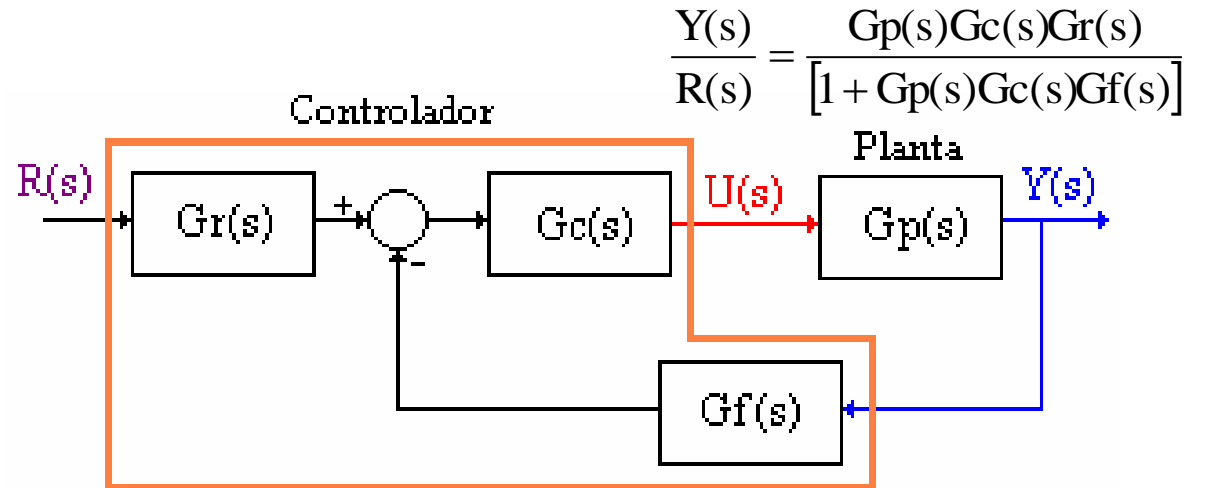 Y(s)
R(s)
=
Gp(s)Gc(s)Gr(s)
[1 + Gp(s)Gc(s)Gf(s)]
Controlador
Planta
R(s)
Gr(s)
+
-
Gc(s)
U(s)
Gp(s)
Y(s)
Gf(s)